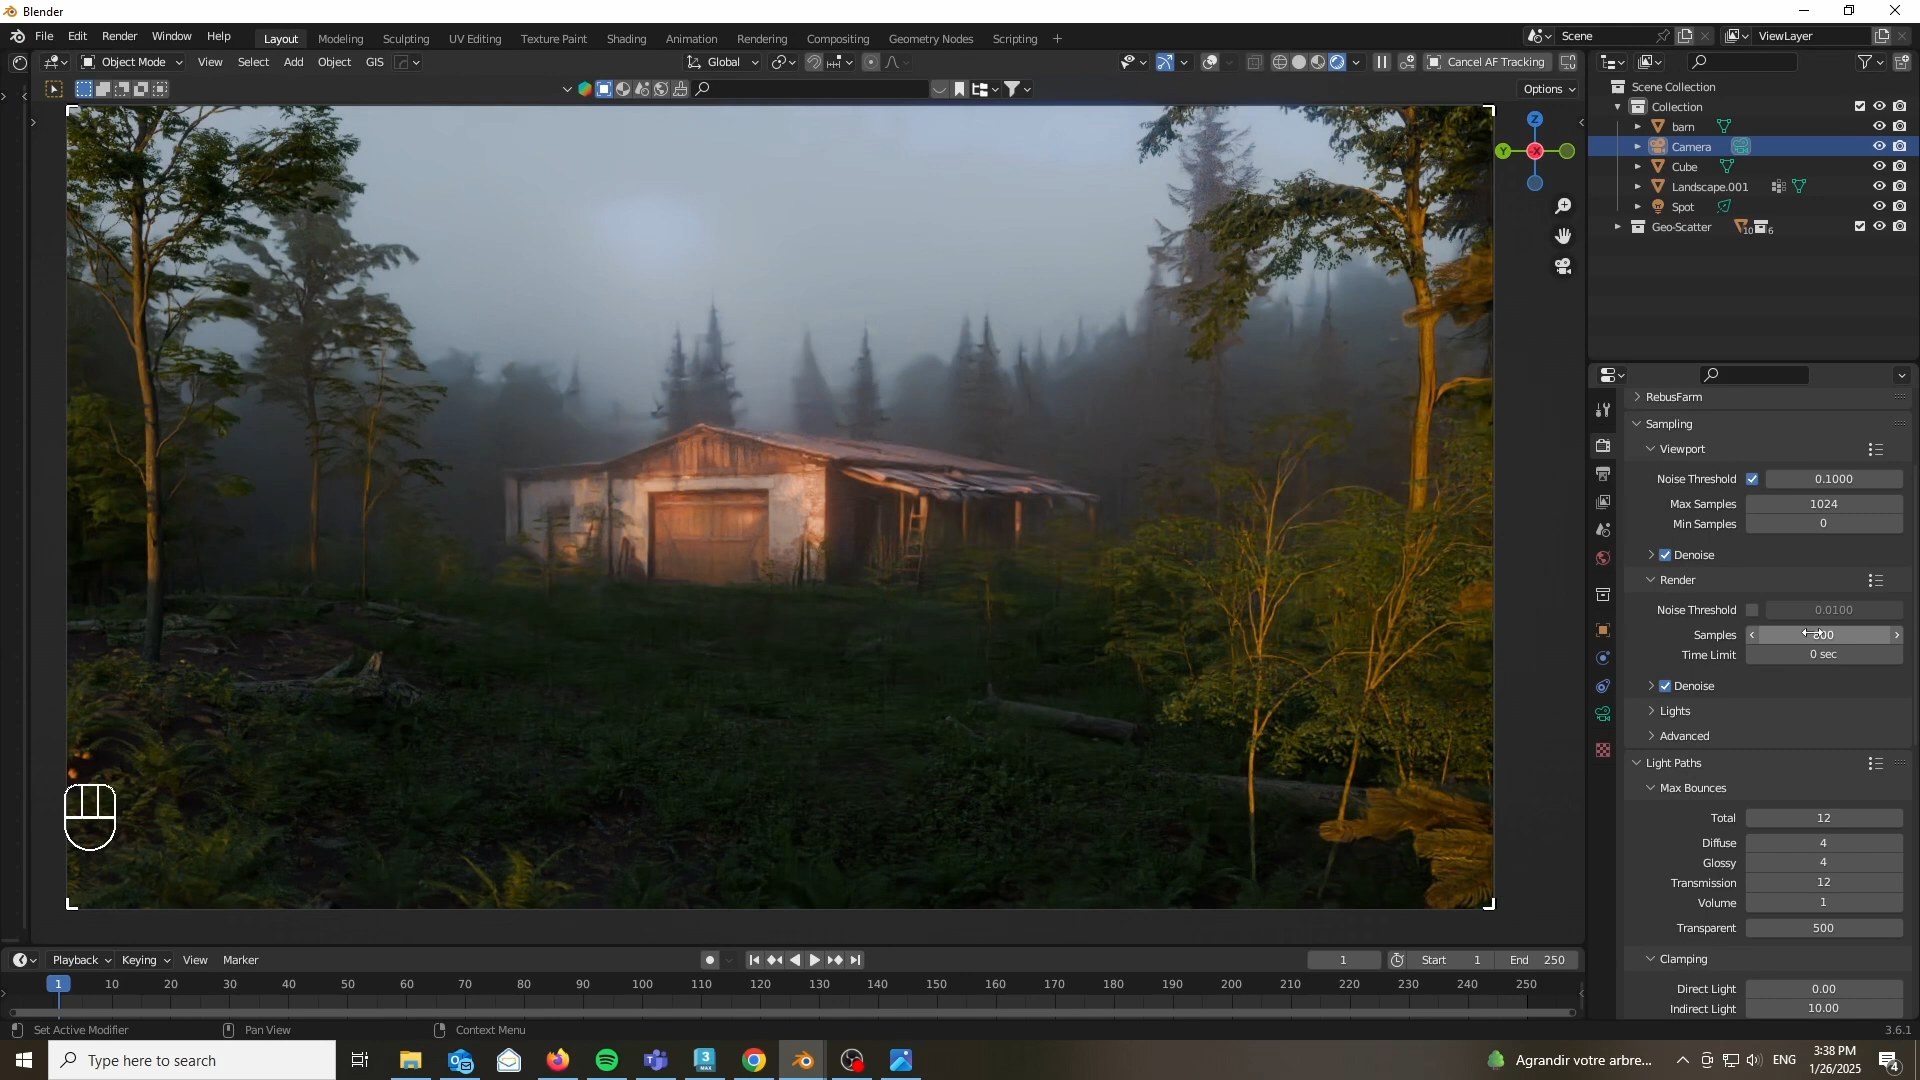 Blender
File Edit Render Window Help Layout Modeling Sculpting UV Editing Texture Paint Shading Animation Rendering Compositing Geometry Nodes Scripting + Scene ViewLayer
Object Mode View Select Add Object GIS Global Cancel AF Tracking
Options
Scene Collection
Collection
barn
Camera
Cube
Landscape.001
Spot
Geo-Scatter 10 6
Z
Y X
RebusFarm
Sampling
Viewport
Noise Threshold 0.1000
Max Samples 1024
Min Samples 0
Denoise
Render
Noise Threshold 0.0100
Samples
Time Limit 0 sec
Denoise
Lights
Advanced
Light Paths
Max Bounces
Total 12
Diffuse 4
Glossy 4
Transmission 12
Volume 1
Transparent 500
Clamping
Direct Light 0.00
Indirect Light 10.00
Playback Keying View Marker 1 Start 1 End 250
1 10 20 30 40 50 60 70 80 90 100 110 120 130 140 150 160 170 180 190 200 210 220 230 240 250
Set Active Modifier Pan View Context Menu 3.6.1
Type here to search 3 MAX Agrandir votre arbre... ENG 3:38 PM
1/26/2025 4